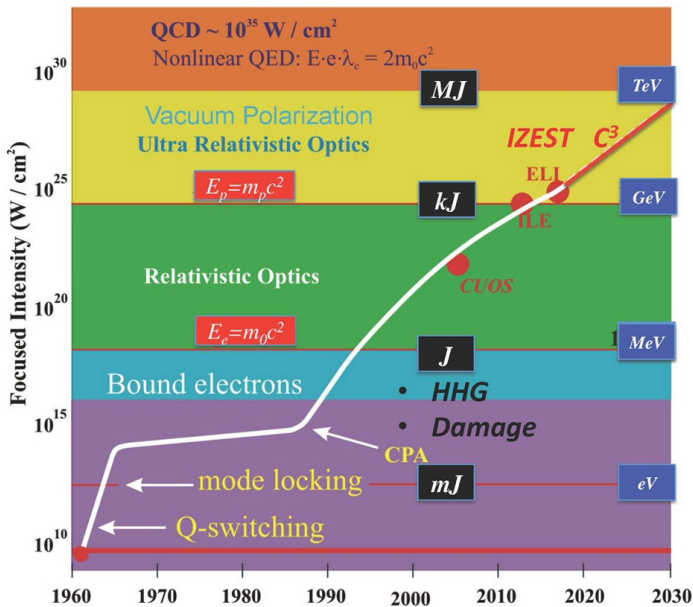 QCD ~ 10³⁵ W / cm²
Nonlinear QED: E·e·λc = 2m₀c²
10³⁰
MJ
TeV
Vacuum Polarization
Ultra Relativistic Optics
IZEST C³
ELI
10²⁵
Eₚ=mₚc²
kJ
GeV
ILE
Focused Intensity (W / cm²)
Relativistic Optics
CUOS
10²⁰
Eₑ=m₀c²
1
MeV
J
Bound electrons
• HHG
10¹⁵
• Damage
CPA
mode locking
mJ
eV
Q-switching
10¹⁰
1960 1970 1980 1990 2000 2010 2020 2030